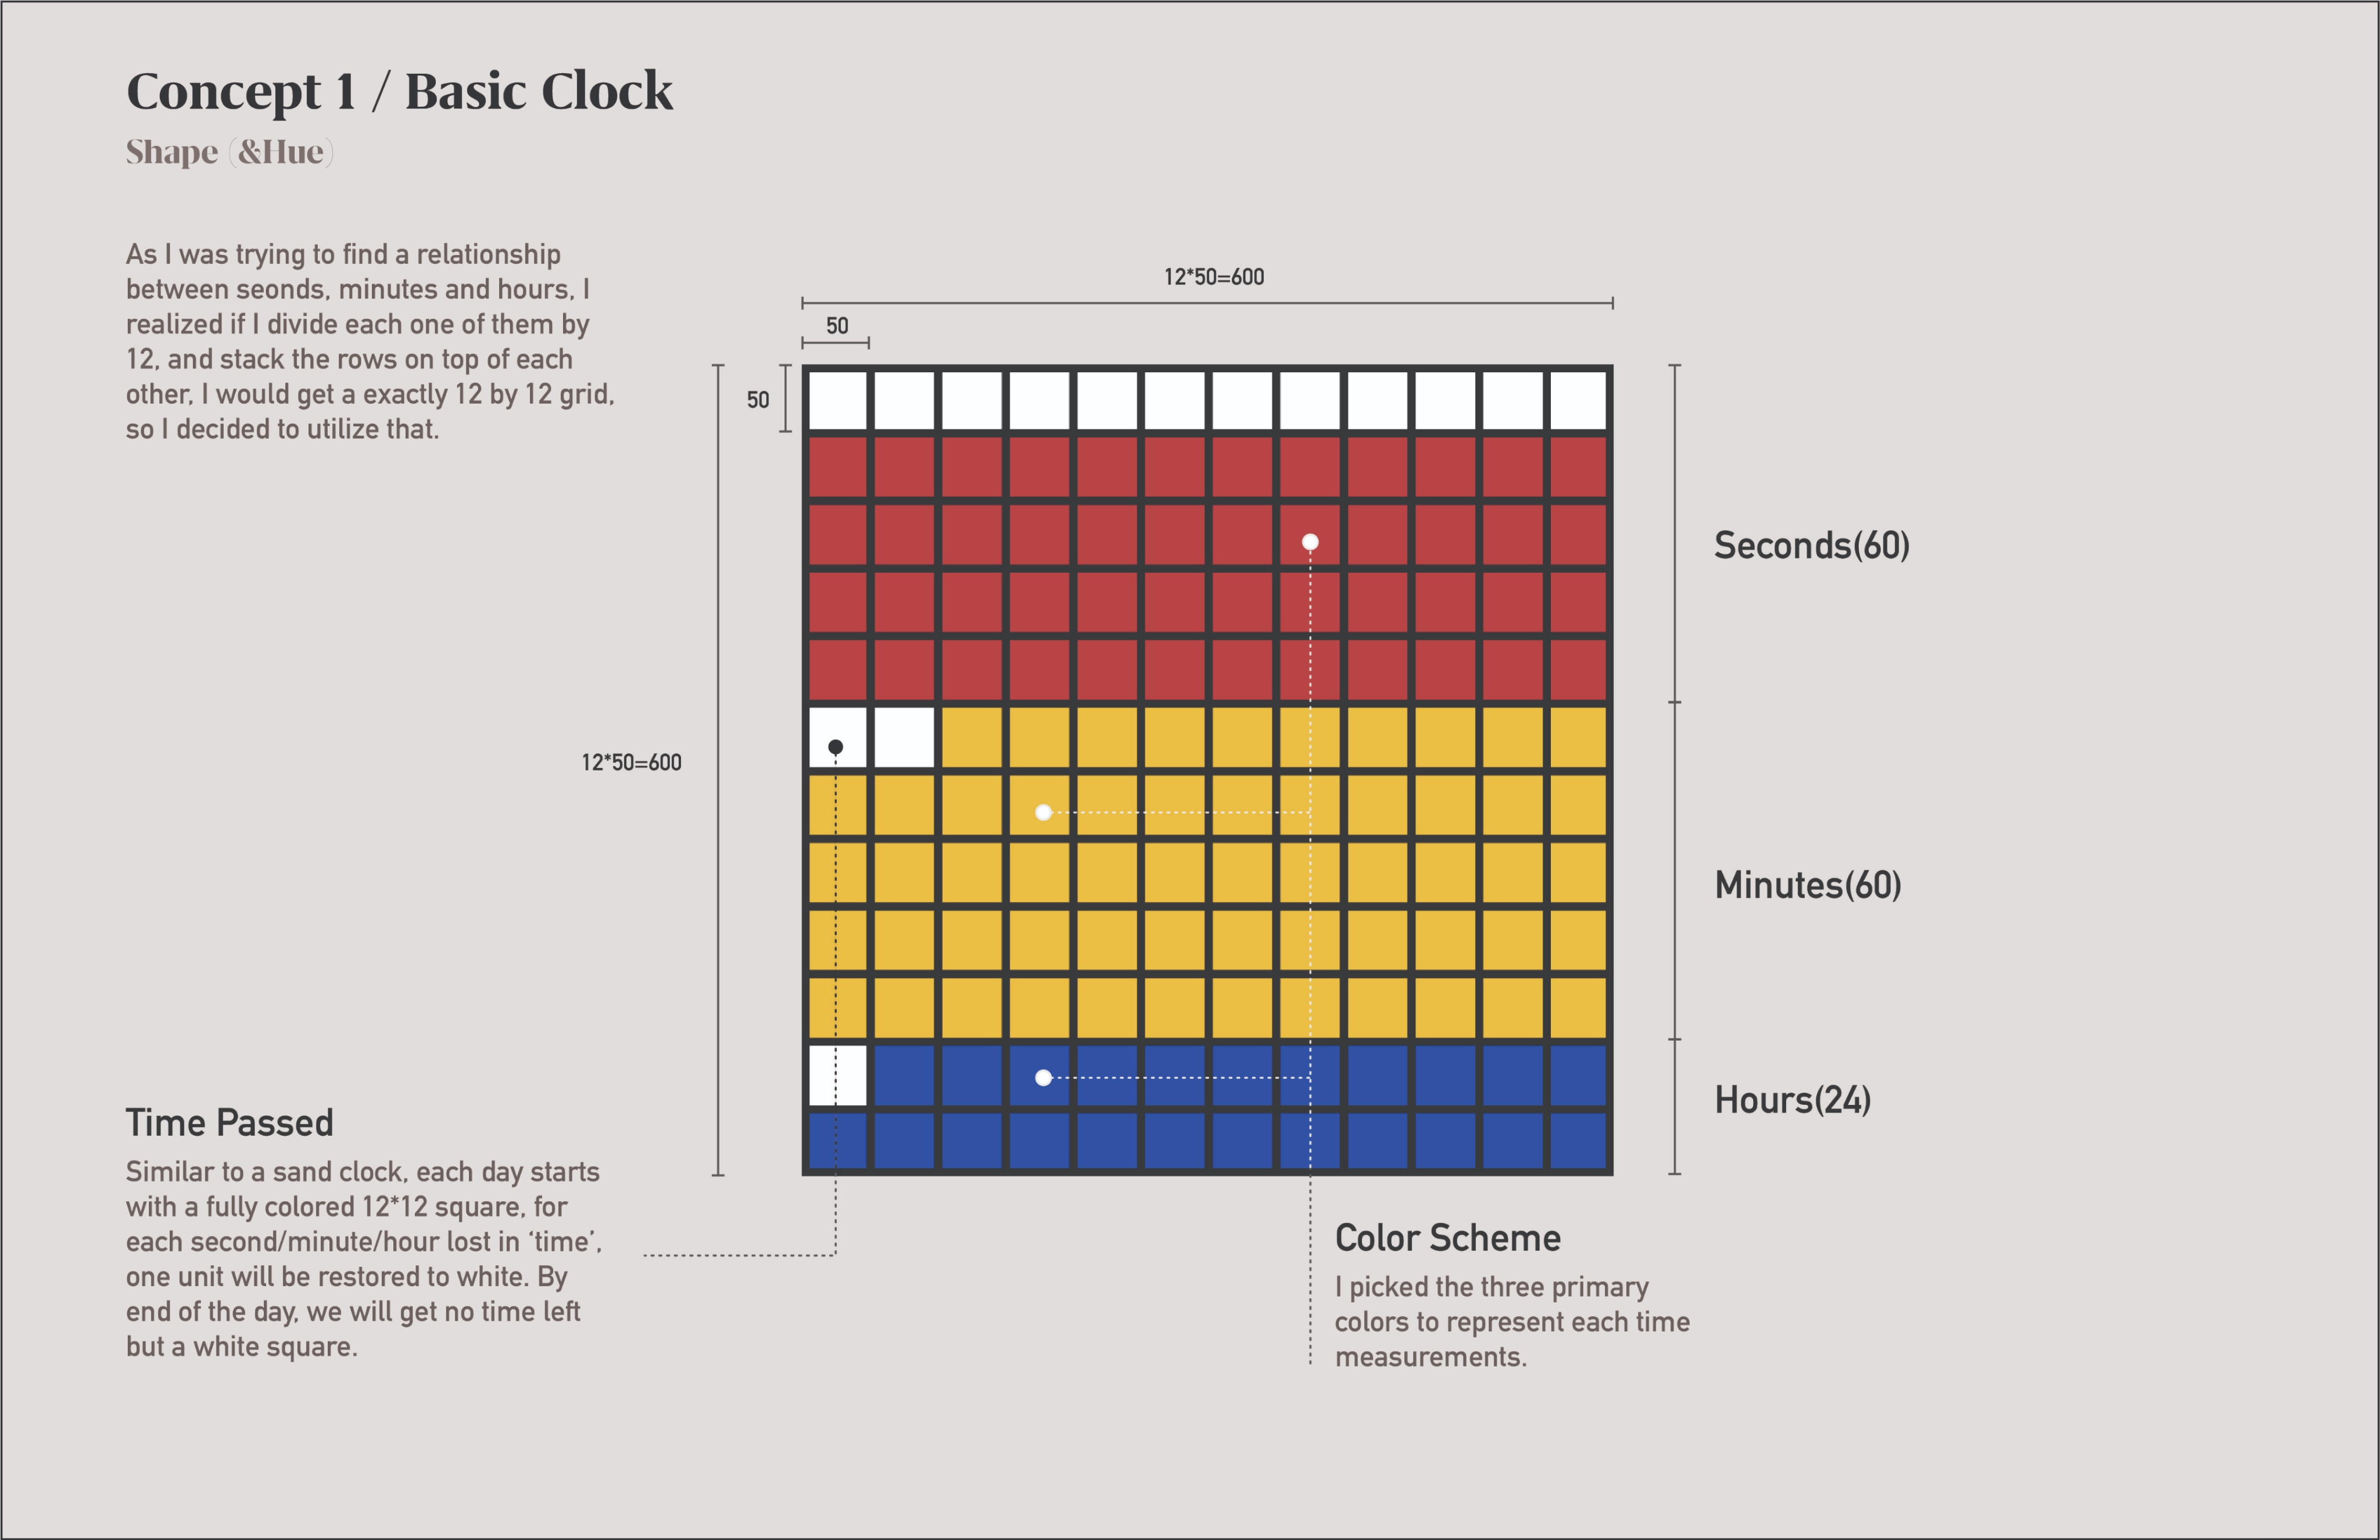 Concept 1 / Basic Clock
Shape (&Hue)
As I was trying to find a relationship
between seonds, minutes and hours, I
realized if I divide each one of them by
12, and stack the rows on top of each
other, I would get a exactly 12 by 12 grid,
so I decided to utilize that.
12*50=600
50
50
12*50=600
Seconds(60)
Minutes(60)
Hours(24)
Time Passed
Similar to a sand clock, each day starts
with a fully colored 12*12 square, for
each second/minute/hour lost in ‘time’,
one unit will be restored to white. By
end of the day, we will get no time left
but a white square.
Color Scheme
I picked the three primary
colors to represent each time
measurements.